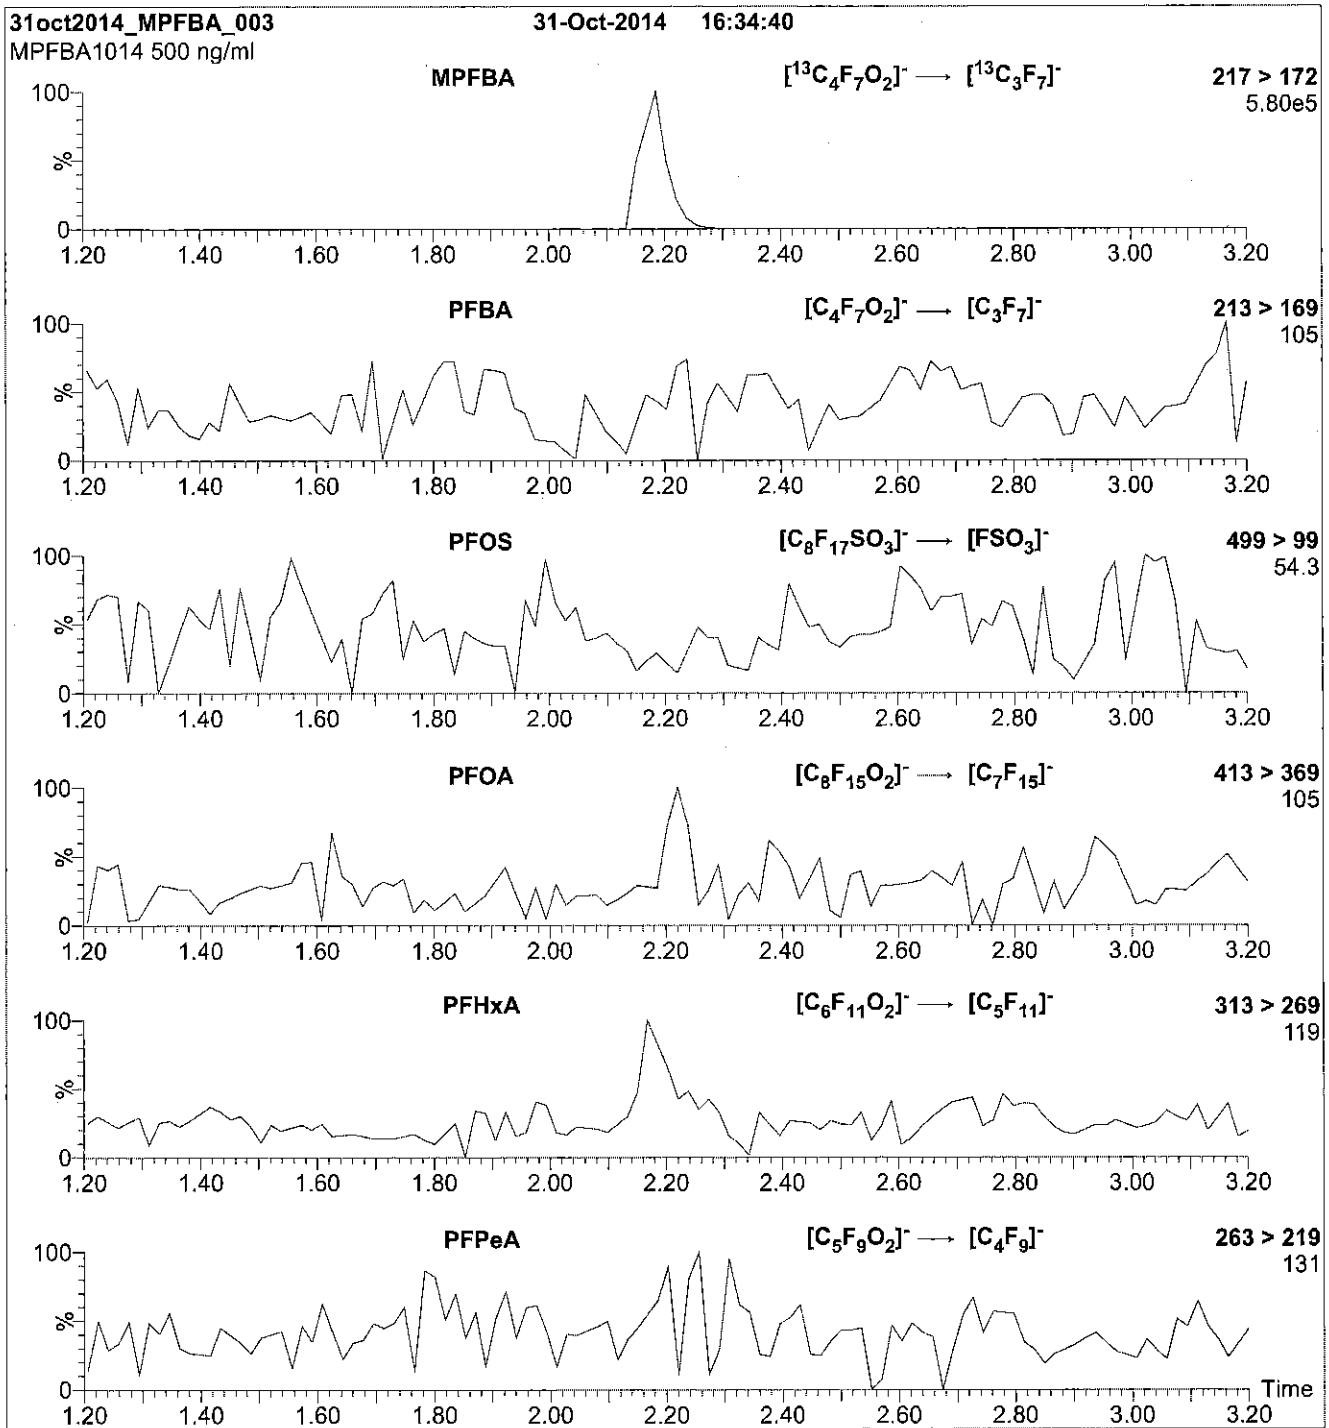 31oct2014_MPFBA_003 31-Oct-2014 16:34:40
MPFBA1014 500 ng/ml
MPFBA [¹³C₄F₇O₂]⁻ → [¹³C₃F₇]⁻ 217 > 172
5.80e5
100
%
0
1.20 1.40 1.60 1.80 2.00 2.20 2.40 2.60 2.80 3.00 3.20
PFBA [C₄F₇O₂]⁻ → [C₃F₇]⁻ 213 > 169
105
100
%
0
1.20 1.40 1.60 1.80 2.00 2.20 2.40 2.60 2.80 3.00 3.20
PFOS [C₈F₁₇SO₃]⁻ → [FSO₃]⁻ 499 > 99
54.3
100
%
0
1.20 1.40 1.60 1.80 2.00 2.20 2.40 2.60 2.80 3.00 3.20
PFOA [C₈F₁₅O₂]⁻ → [C₇F₁₅]⁻ 413 > 369
105
100
%
0
1.20 1.40 1.60 1.80 2.00 2.20 2.40 2.60 2.80 3.00 3.20
PFHxA [C₆F₁₁O₂]⁻ → [C₅F₁₁]⁻ 313 > 269
119
100
%
0
1.20 1.40 1.60 1.80 2.00 2.20 2.40 2.60 2.80 3.00 3.20
PFPeA [C₅F₉O₂]⁻ → [C₄F₉]⁻ 263 > 219
131
100
%
0
Time
1.20 1.40 1.60 1.80 2.00 2.20 2.40 2.60 2.80 3.00 3.20